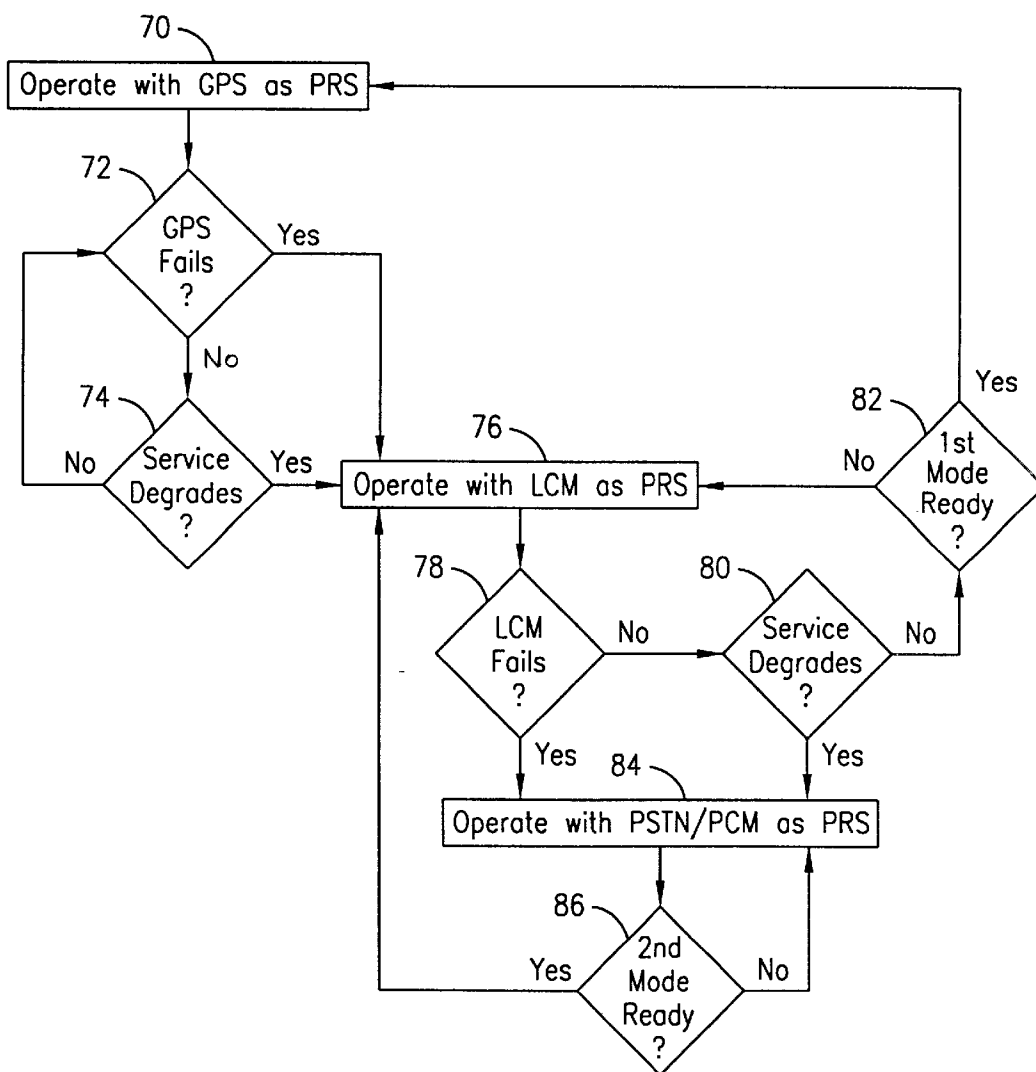 70
Operate with GPS as PRS
72
GPS
Fails
?
Yes
No
74
Service
Degrades
?
No
Yes
76
Operate with LCM as PRS
82
1st
Mode
Ready
?
Yes
No
78
LCM
Fails
?
No
Yes
80
Service
Degrades
?
No
Yes
84
Operate with PSTN/PCM as PRS
86
2nd
Mode
Ready
?
Yes
No